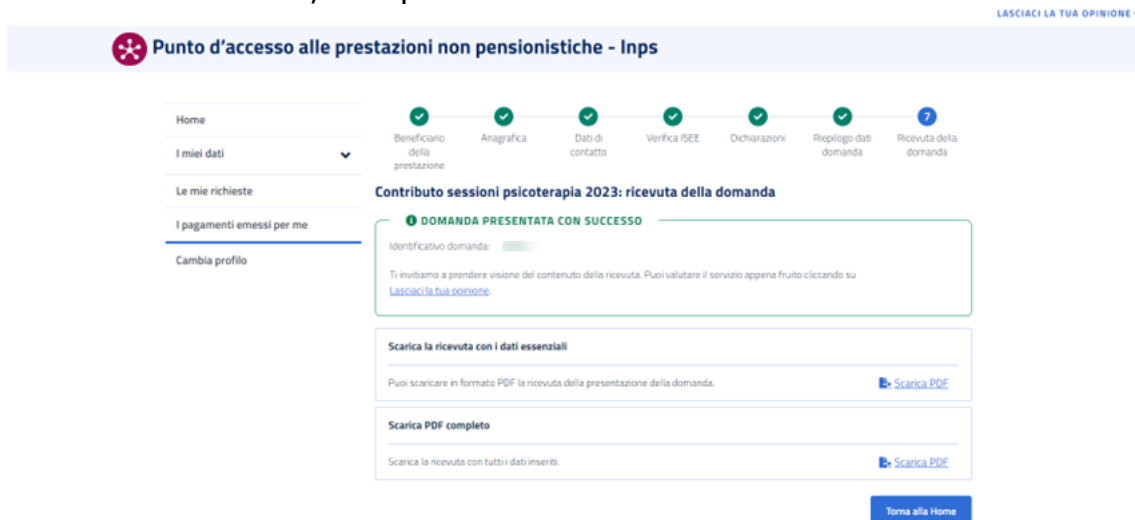 LASCIACI LA TUA OPINIONE
Punto d’accesso alle prestazioni non pensionistiche - Inps
Home
I miei dati
Le mie richieste
I pagamenti emessi per me
Cambia profilo
Beneficiario
della
prestazione
Anagrafica
Dati di
contatto
Verifica ISEE
Dichiarazioni
Riepilogo dati
domanda
7
Ricevuta della
domanda
Contributo sessioni psicoterapia 2023: ricevuta della domanda
DOMANDA PRESENTATA CON SUCCESSO
Identificativo domanda:
Ti invitiamo a prendere visione del contenuto della ricevuta. Puoi valutare il servizio appena fruito cliccando su
Lasciaci la tua opinione.
Scarica la ricevuta con i dati essenziali
Puoi scaricare in formato PDF la ricevuta della presentazione della domanda.
Scarica PDF
Scarica PDF completo
Scarica la ricevuta con tutti i dati inseriti.
Scarica PDF
Torna alla Home